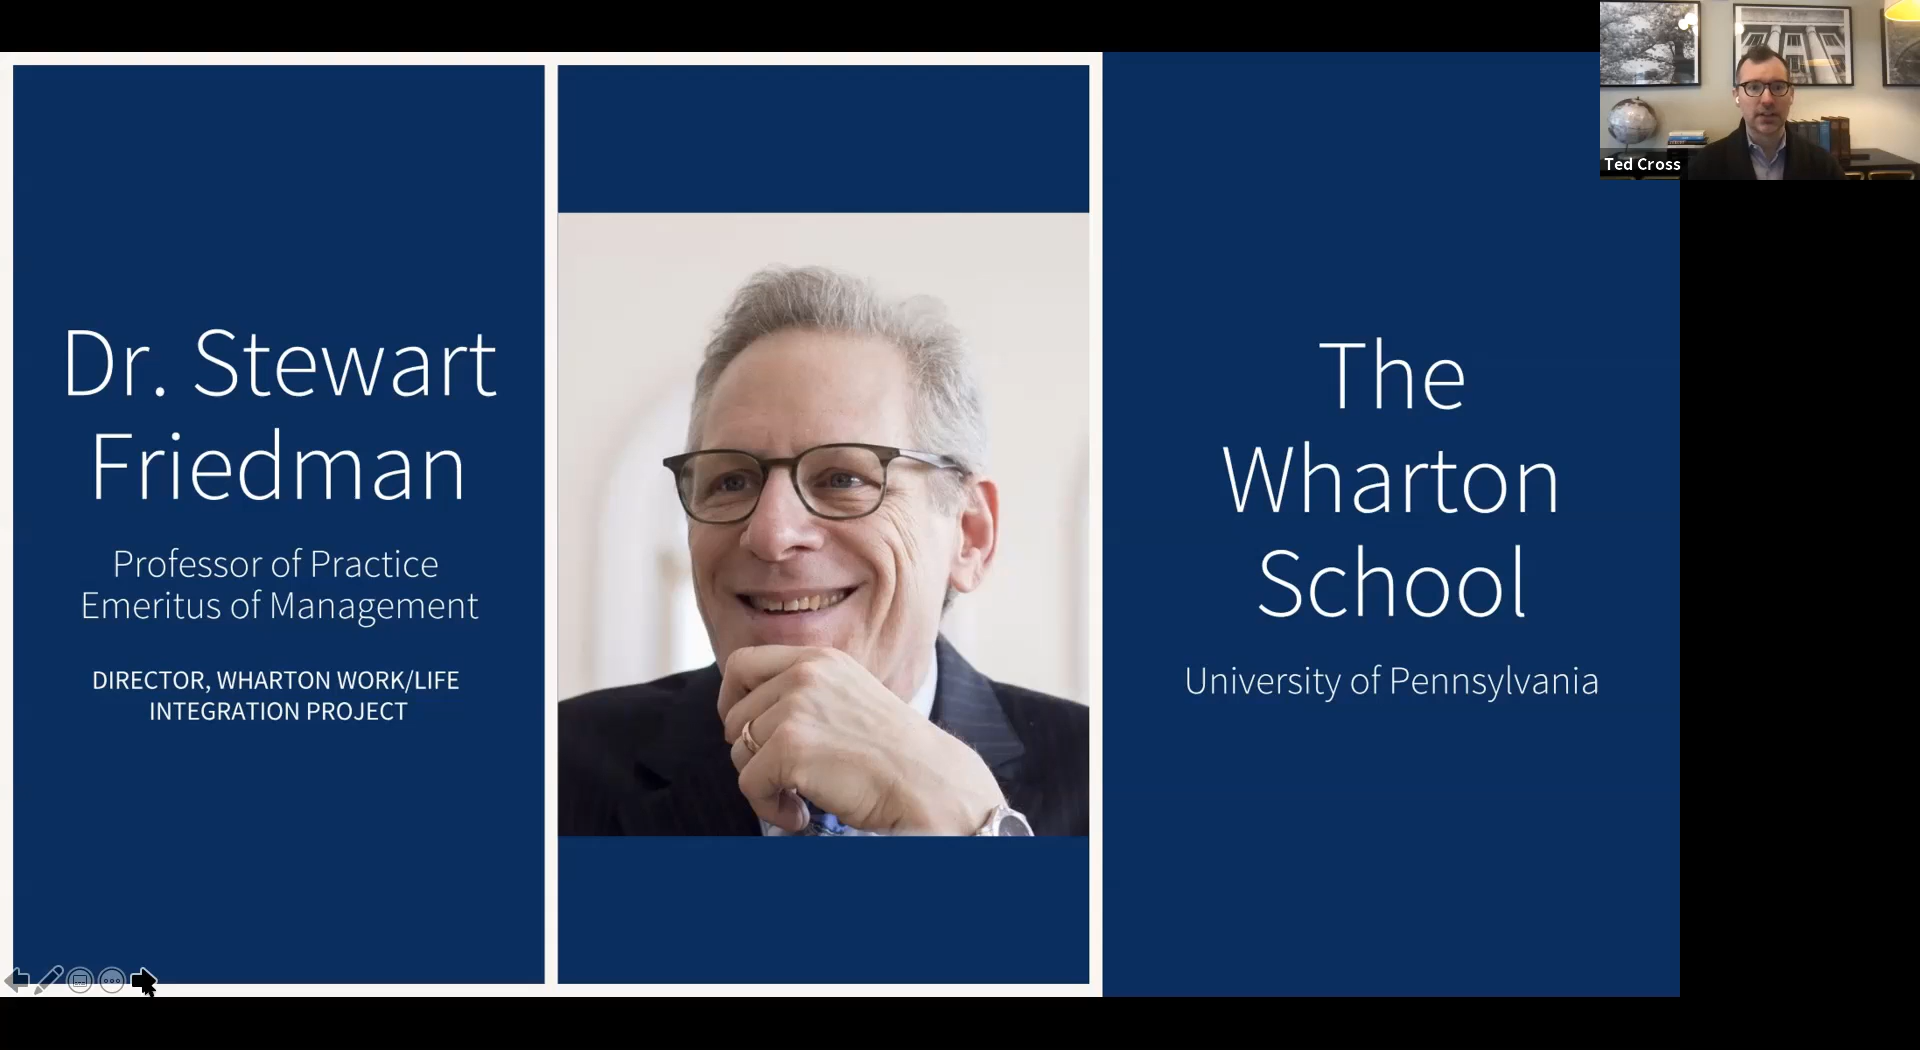 Dr. Stewart
Friedman
Professor of Practice
Emeritus of Management
DIRECTOR, WHARTON WORK/LIFE
INTEGRATION PROJECT
The
Wharton
School
University of Pennsylvania
Ted Cross